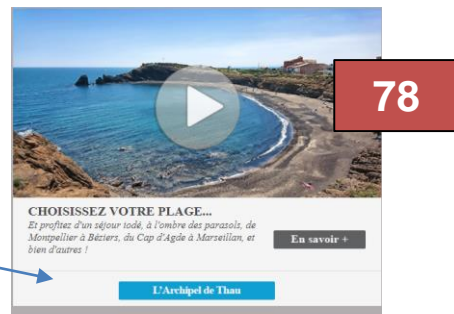 78
CHOISISSEZ VOTRE PLAGE...
Et profitez d'un séjour iodé, à l'ombre des parasols, de
Montpellier à Béziers, du Cap d'Agde à Marseillan, et
bien d'autres !
En savoir +
L'Archipel de Thau